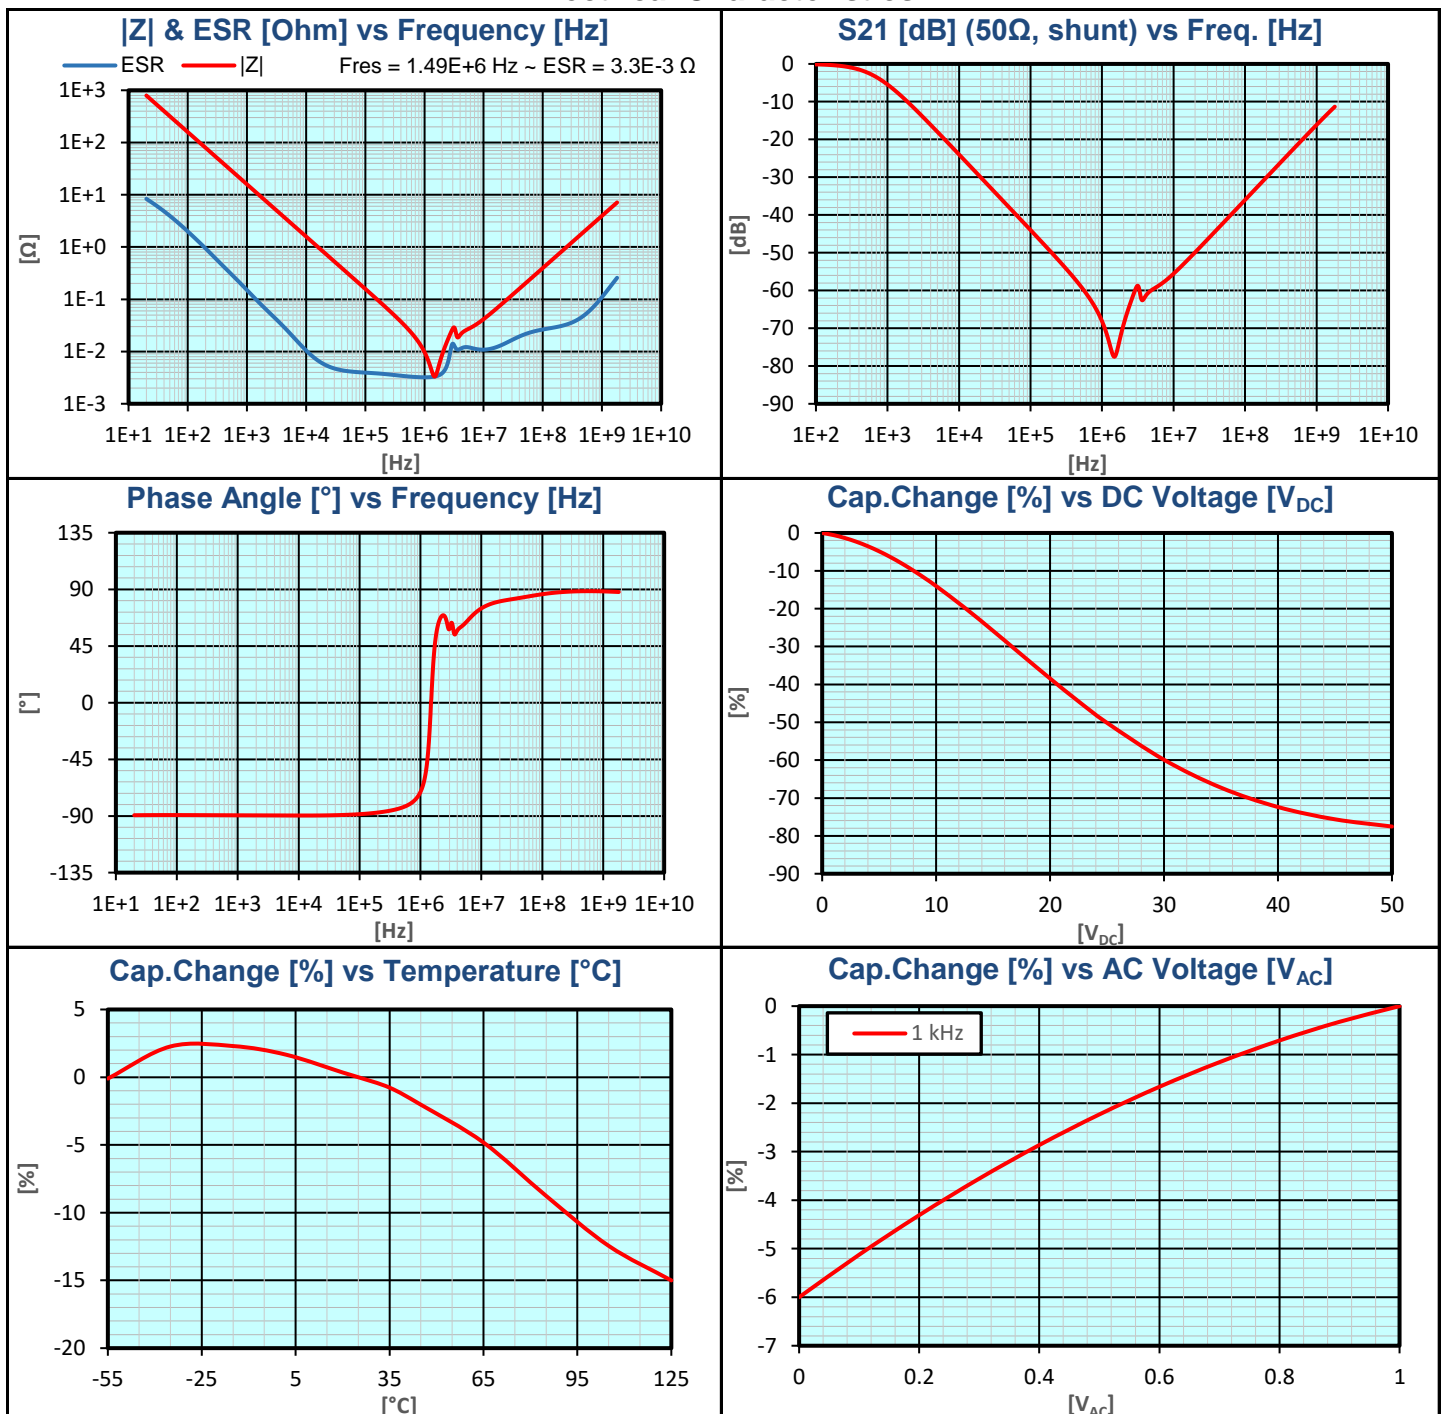 |Z| & ESR [Ohm] vs Frequency [Hz]
ESR |Z| Fres = 1.49E+6 Hz ~ ESR = 3.3E-3 Ω
1E+3
1E+2
1E+1
1E+0
1E-1
1E-2
1E-3
[Ω]
1E+1 1E+2 1E+3 1E+4 1E+5 1E+6 1E+7 1E+8 1E+9 1E+10
[Hz]
S21 [dB] (50Ω, shunt) vs Freq. [Hz]
0
-10
-20
-30
-40
-50
-60
-70
-80
-90
[dB]
1E+2 1E+3 1E+4 1E+5 1E+6 1E+7 1E+8 1E+9 1E+10
[Hz]
Phase Angle [°] vs Frequency [Hz]
135
90
45
0
-45
-90
-135
[°]
1E+1 1E+2 1E+3 1E+4 1E+5 1E+6 1E+7 1E+8 1E+9 1E+10
[Hz]
Cap.Change [%] vs DC Voltage [VDC]
0
-10
-20
-30
-40
-50
-60
-70
-80
-90
[%]
0 10 20 30 40 50
[VDC]
Cap.Change [%] vs Temperature [°C]
5
0
-5
-10
-15
-20
[%]
-55 -25 5 35 65 95 125
[°C]
Cap.Change [%] vs AC Voltage [VAC]
1 kHz
0
-1
-2
-3
-4
-5
-6
-7
[%]
0 0.2 0.4 0.6 0.8 1
[VAC]